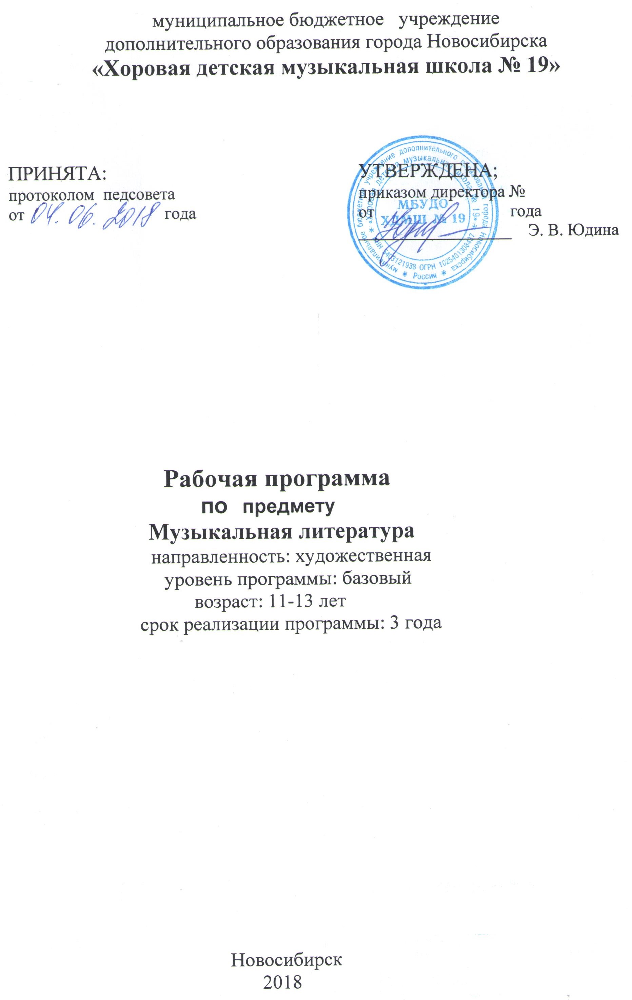 муниципальное бюджетное учреждение
дополнительного образования города Новосибирска
«Хоровая детская музыкальная школа № 19»
ПРИНЯТА:
протоколом педсовета
от 04. 06. 2018 года
УТВЕРЖДЕНА;
приказом директора №
от года
Э. В. Юдина
муниципальное бюджетное учреждение дополнительного образования города Новосибирска
* Россия *
* «Хоровая детская музыкальная школа № 19» *
ИНН 5403121938 ОГРН 1025401308497
МБУДО
ХДМШ № 19
Рабочая программа
по предмету
Музыкальная литература
направленность: художественная
уровень программы: базовый
возраст: 11-13 лет
срок реализации программы: 3 года
Новосибирск
2018